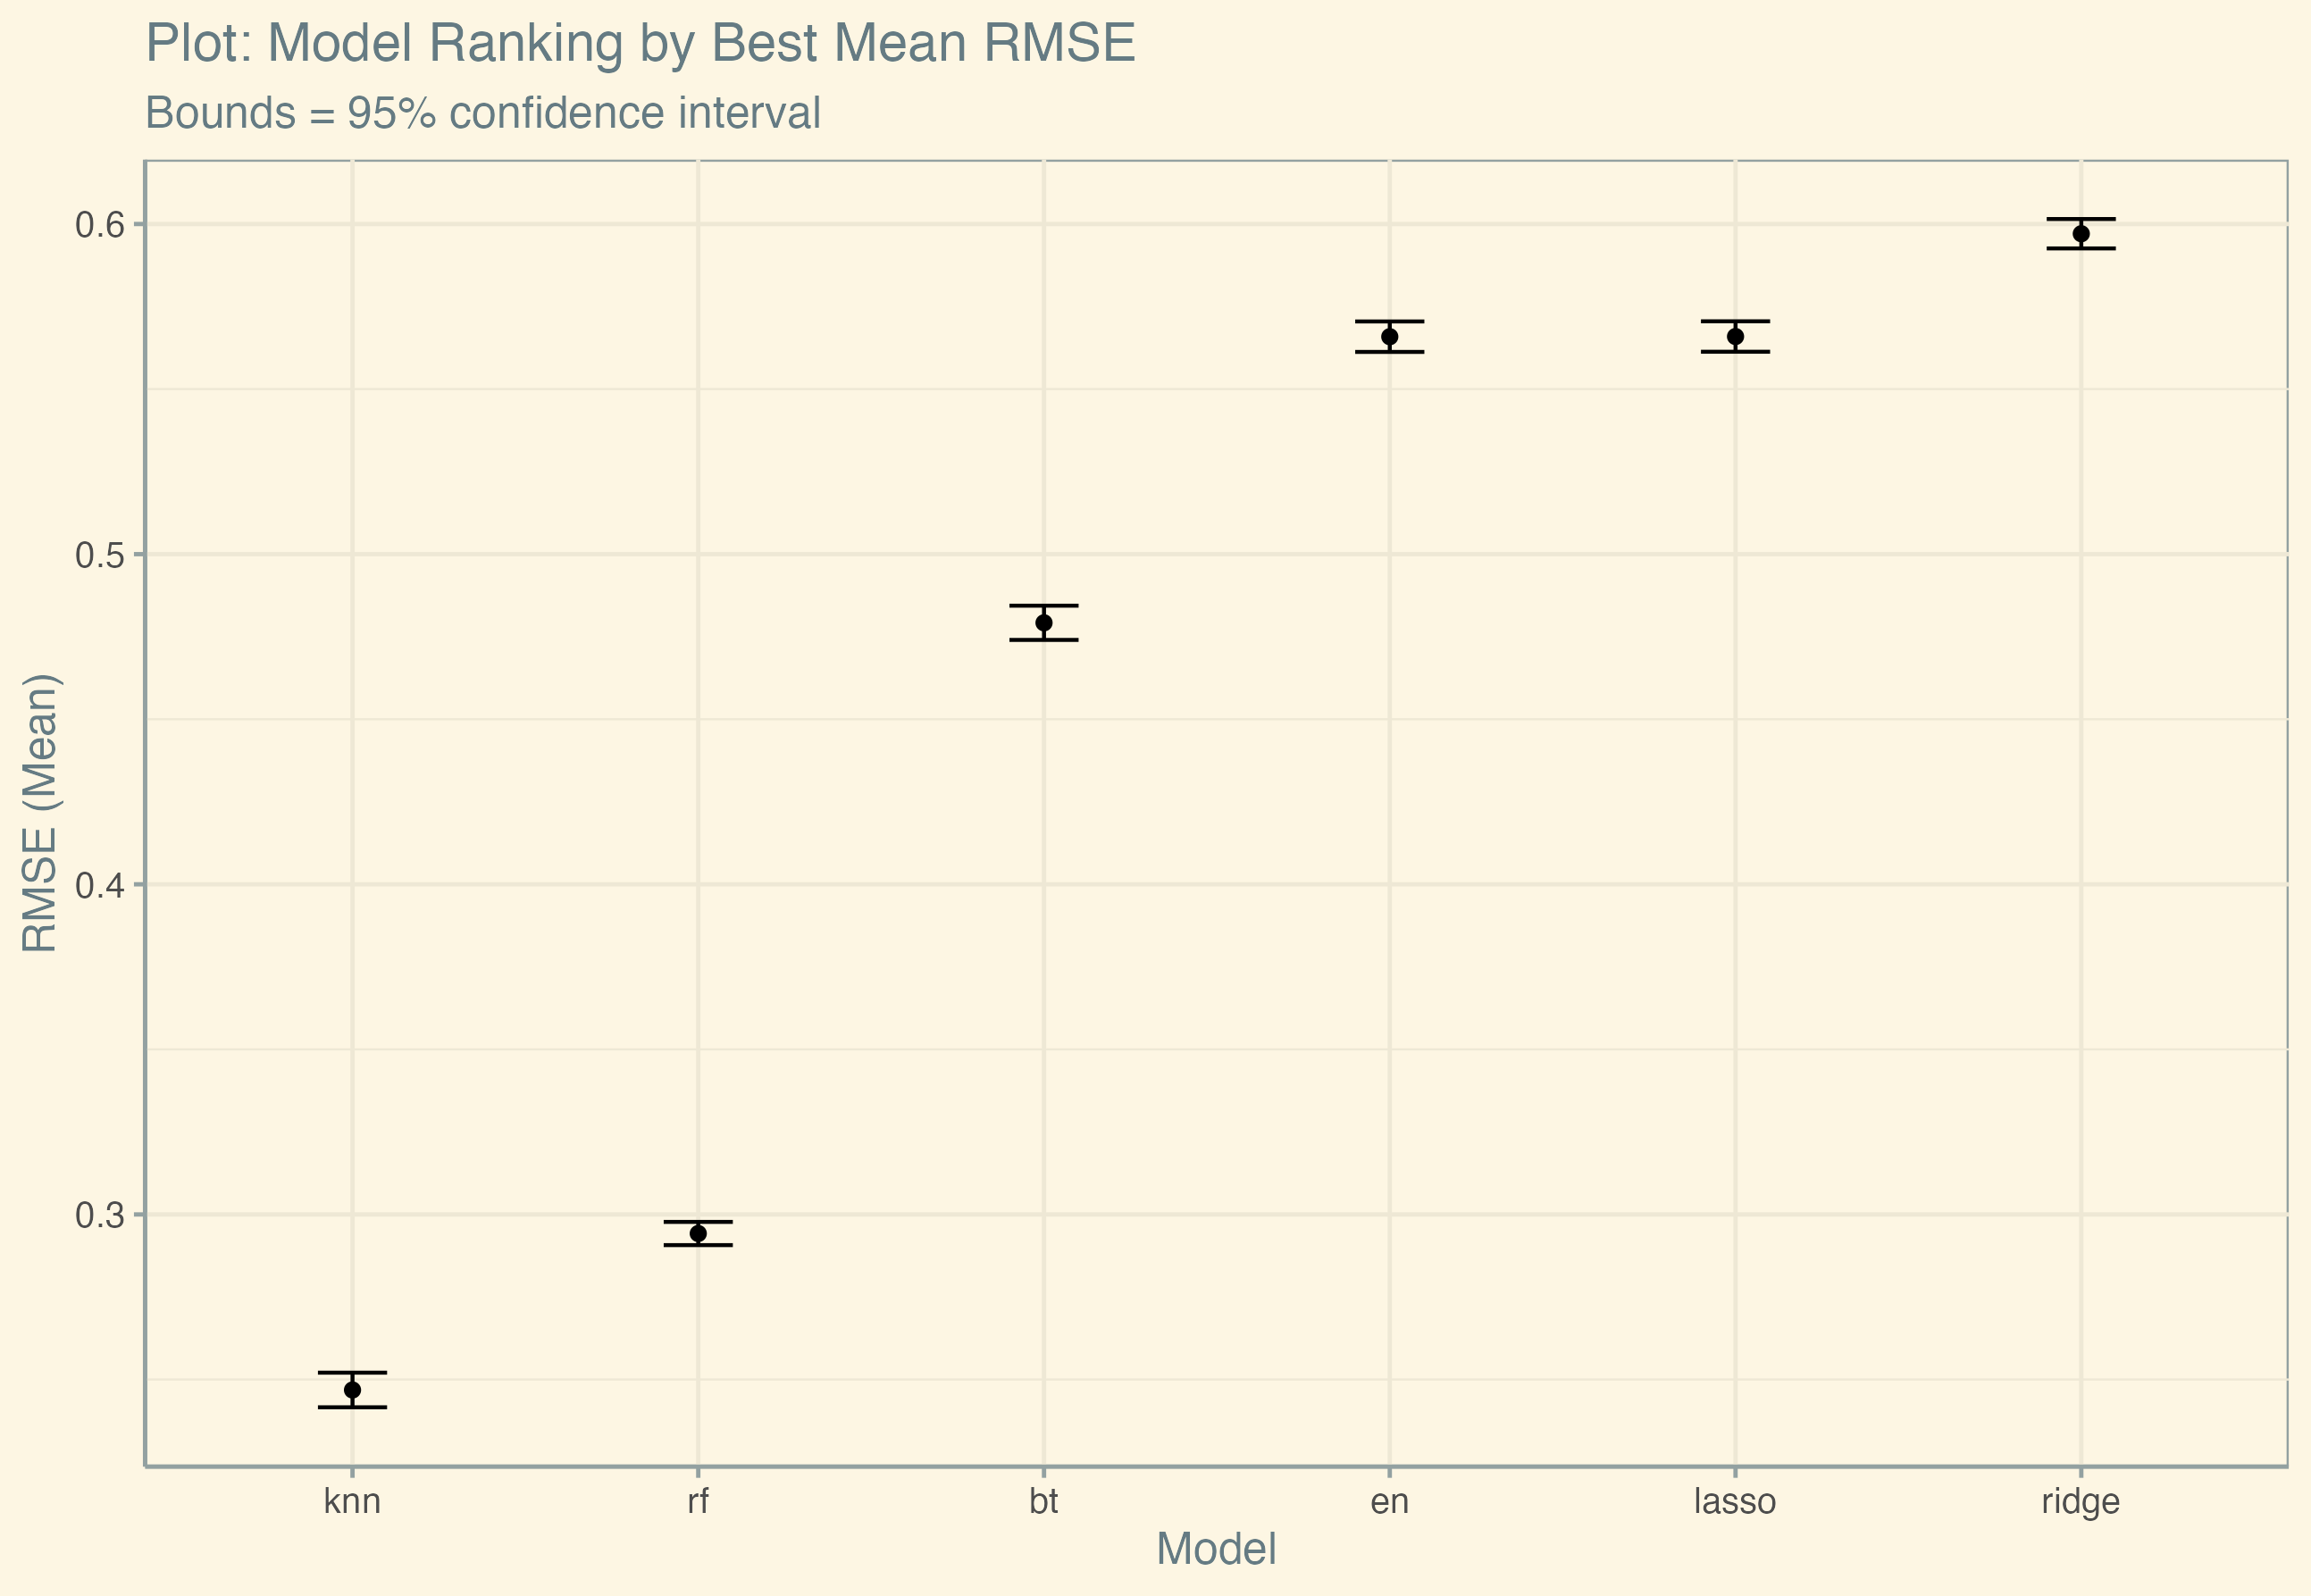 Plot: Model Ranking by Best Mean RMSE
Bounds = 95% confidence interval
RMSE (Mean)
0.6
0.5
0.4
0.3
knn rf bt en lasso ridge
Model